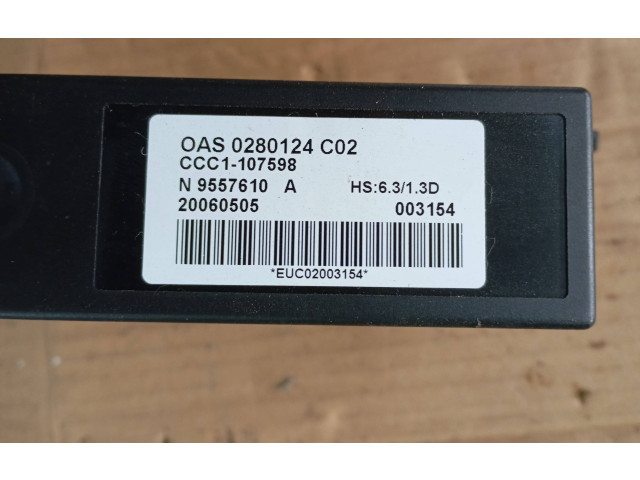 OAS 0280124 C02
CCC1-107598
N 9557610 A HS:6.3/1.3D
20060505 003154
*EUC02003154*